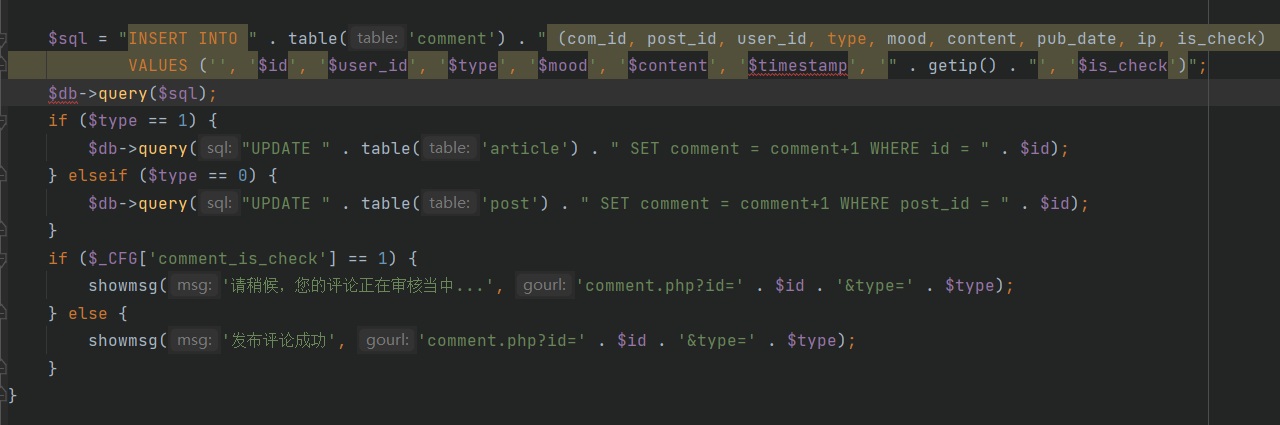 $sql = "INSERT INTO " . table( table: 'comment') . " (com_id, post_id, user_id, type, mood, content, pub_date, ip, is_check)
VALUES ('', '$id', '$user_id', '$type', '$mood', '$content', '$timestamp', '" . getip() . "', '$is_check')";
$db->query($sql);
if ($type == 1) {
$db->query( sql: "UPDATE " . table( table: 'article') . " SET comment = comment+1 WHERE id = " . $id);
} elseif ($type == 0) {
$db->query( sql: "UPDATE " . table( table: 'post') . " SET comment = comment+1 WHERE post_id = " . $id);
}
if ($_CFG['comment_is_check'] == 1) {
showmsg( msg: '请稍候，您的评论正在审核当中...', gourl: 'comment.php?id=' . $id . '&type=' . $type);
} else {
showmsg( msg: '发布评论成功', gourl: 'comment.php?id=' . $id . '&type=' . $type);
}
}